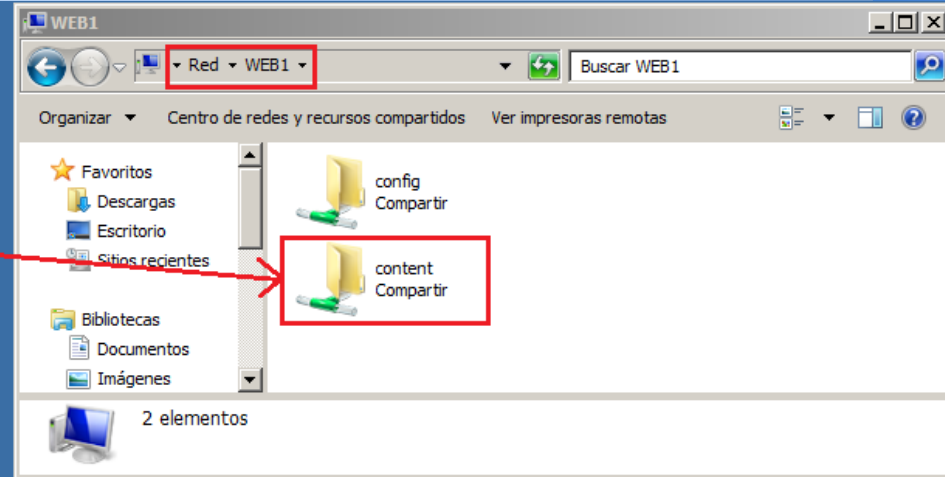 WEB1
Red WEB1
Buscar WEB1
Organizar Centro de redes y recursos compartidos Ver impresoras remotas
Favoritos
Descargas
Escritorio
Sitios recientes
Bibliotecas
Documentos
Imágenes
config
Compartir
content
Compartir
2 elementos